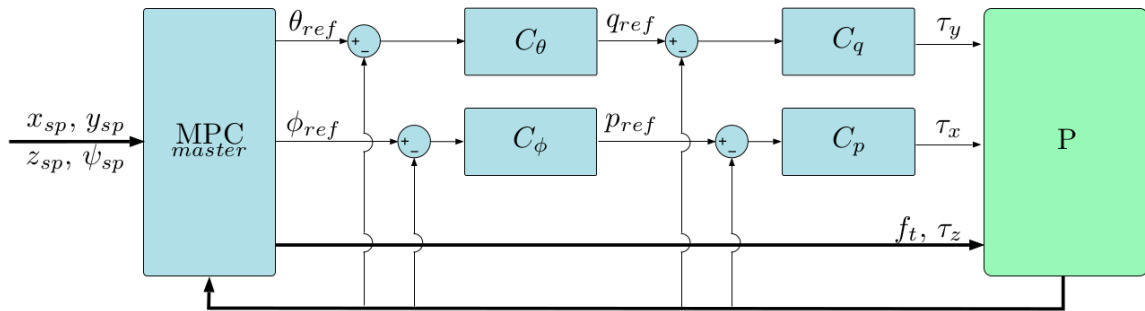 θ_ref + − C_θ q_ref + − C_q τ_y
x_sp, y_sp
z_sp, ψ_sp
MPC
master
ϕ_ref + − C_ϕ p_ref + − C_p τ_x
P
f_t, τ_z